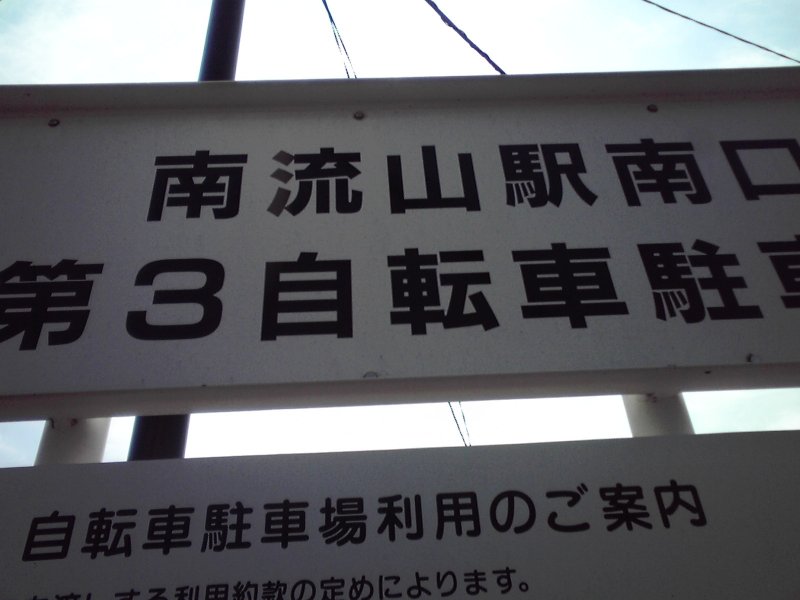 南流山駅南口
第3自転車駐車
自転車駐車場利用のご案内
する利用約款の定めによります。